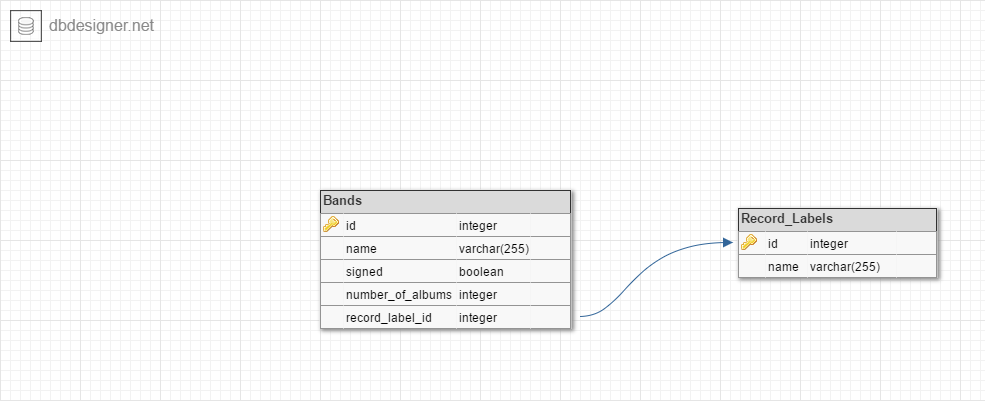 dbdesigner.net
Bands
id integer
name varchar(255)
signed boolean
number_of_albums integer
record_label_id integer
Record_Labels
id integer
name varchar(255)